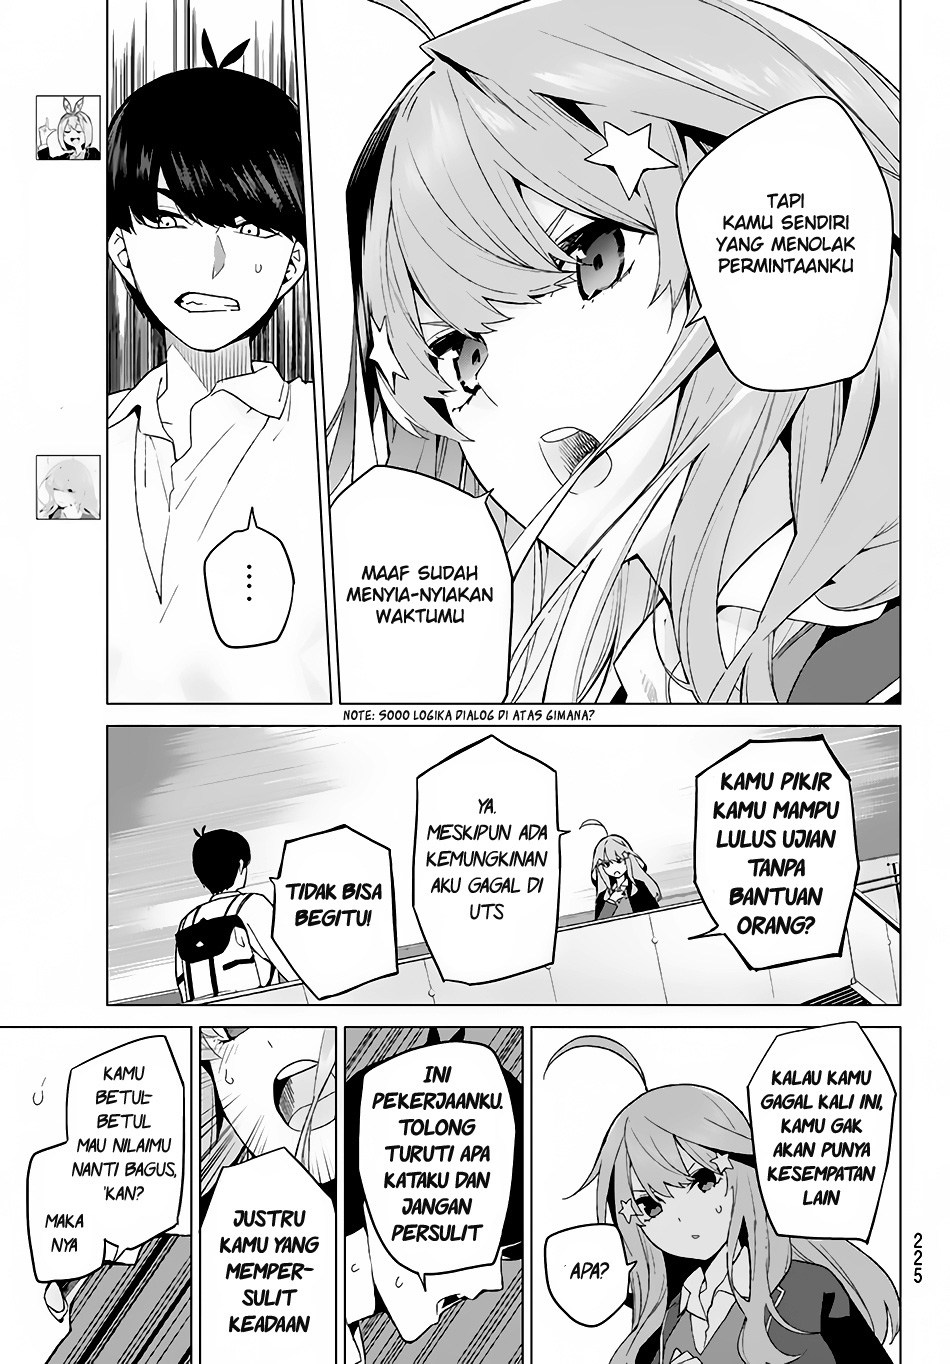 TAPI
KAMU SENDIRI
YANG MENOLAK
PERMINTAANKU
MAAF SUDAH
MENYIA-NYIAKAN
WAKTUMU
...
NOTE: SOOO LOGIKA DIALOG DI ATAS GIMANA?
KAMU PIKIR
KAMU MAMPU
LULUS UJIAN
TANPA
BANTUAN
ORANG?
YA.
MESKIPUN ADA
KEMUNGKINAN
AKU GAGAL DI
UTS
TIDAK BISA
BEGITU!
KALAU KAMU
GAGAL KALI INI,
KAMU GAK
AKAN PUNYA
KESEMPATAN
LAIN
APA?
INI
PEKERJAANKU.
TOLONG
TURUTI APA
KATAKU DAN
JANGAN
PERSULIT
JUSTRU
KAMU YANG
MEMPER-
SULIT
KEADAAN
KAMU
BETUL-
BETUL
MAU NILAIMU
NANTI BAGUS,
'KAN?
MAKA
NYA
225